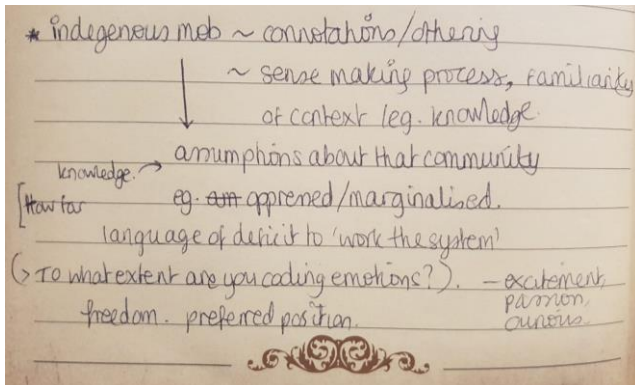 * indegenous mob ~ connotations/othering
~ sense making process, familiarity
of context (eg. knowledge.
assumptions about that community
knowledge. →
eg. oppressed/marginalised.
[How far
language of deficit to 'work the system'
(> To what extent are you coding emotions?). – excitement,
passion,
freedom. preferred position.
curious.